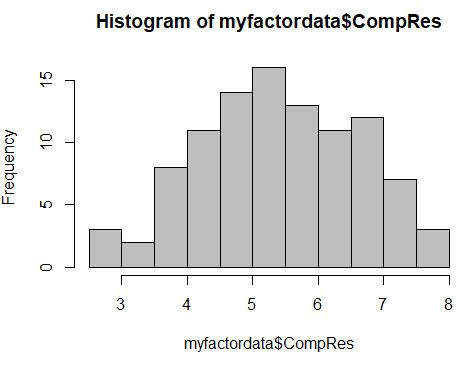 Histogram of myfactordata$CompRes
15
10
5
0
Frequency
3 4 5 6 7 8
myfactordata$CompRes